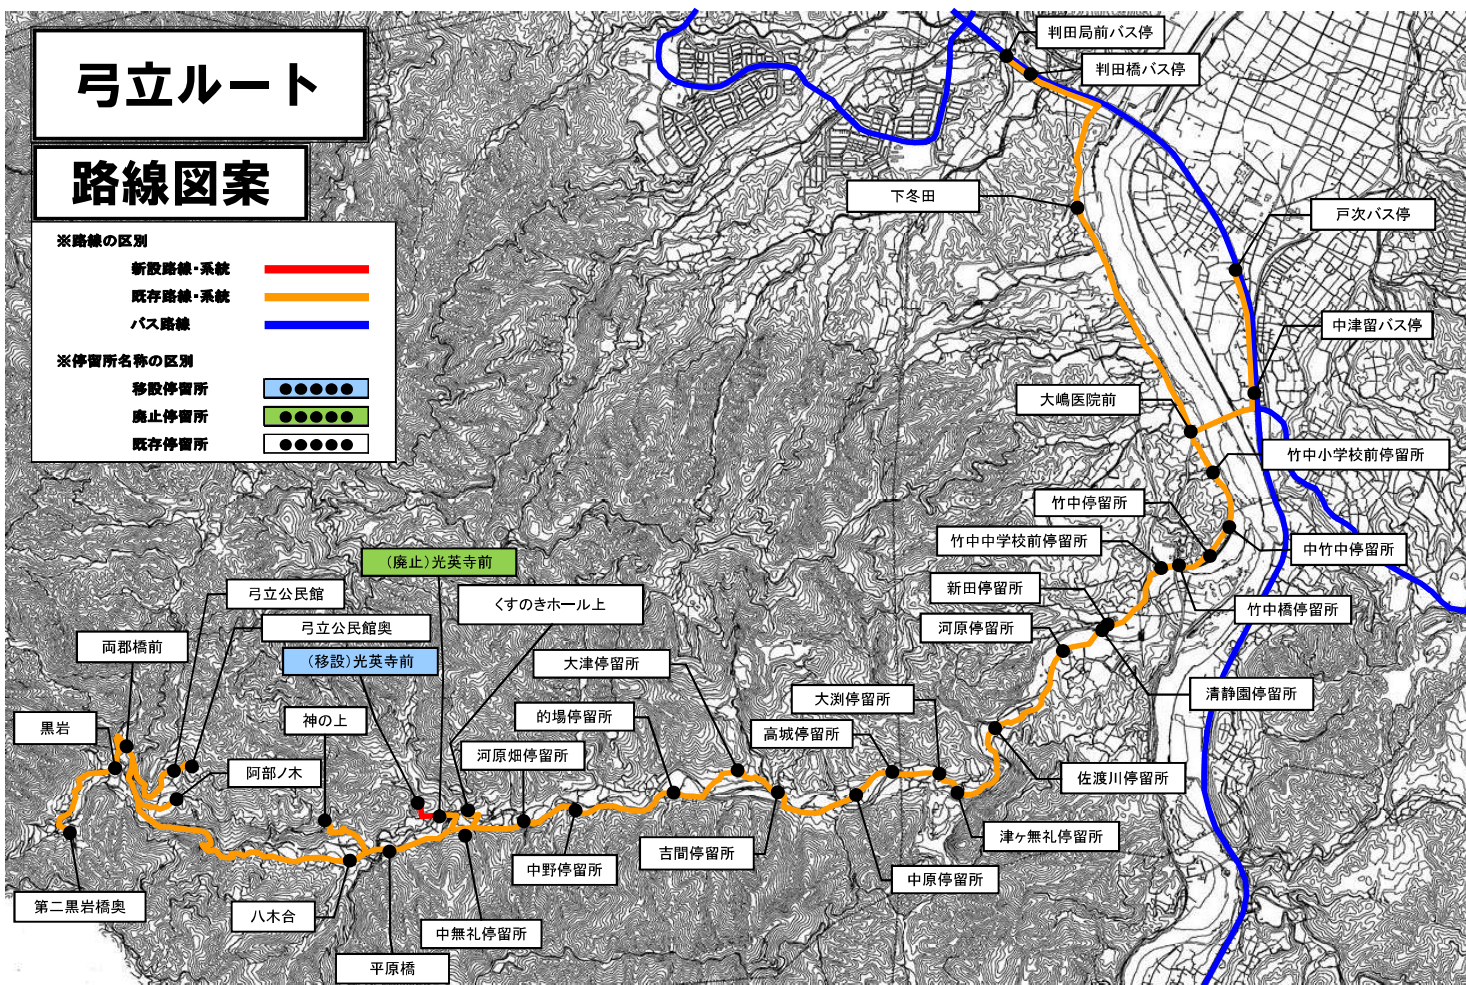 弓立ルート
路線図案
※路線の区別
新設路線・系統
既存路線・系統
バス路線
※停留所名称の区別
移設停留所
●●●●●
廃止停留所
●●●●●
既存停留所
●●●●●
判田局前バス停
判田橋バス停
下冬田
戸次バス停
中津留バス停
大嶋医院前
竹中小学校前停留所
竹中停留所
竹中中学校前停留所
中竹中停留所
新田停留所
竹中橋停留所
河原停留所
清静園停留所
(廃止)光英寺前
弓立公民館
くすのきホール上
弓立公民館奥
両郡橋前
(移設)光英寺前
大津停留所
大渕停留所
的場停留所
高城停留所
神の上
黒岩
河原畑停留所
阿部ノ木
佐渡川停留所
津ヶ無礼停留所
吉間停留所
中野停留所
中原停留所
第二黒岩橋奥
八木合
中無礼停留所
平原橋